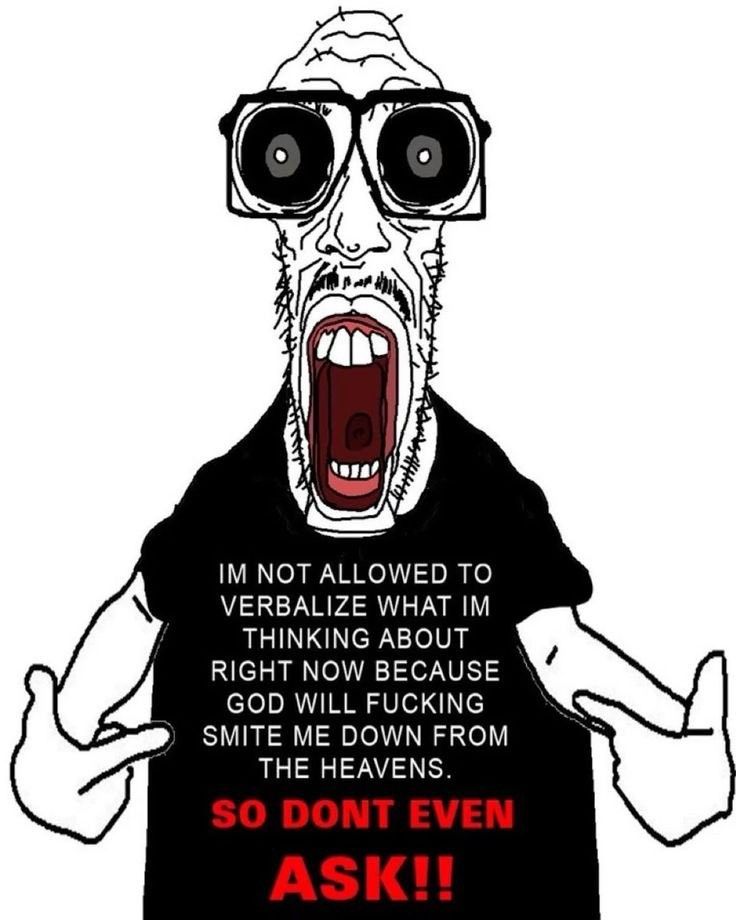 IM NOT ALLOWED TO
VERBALIZE WHAT IM
THINKING ABOUT
RIGHT NOW BECAUSE
GOD WILL FUCKING
SMITE ME DOWN FROM
THE HEAVENS.
SO DONT EVEN
ASK!!